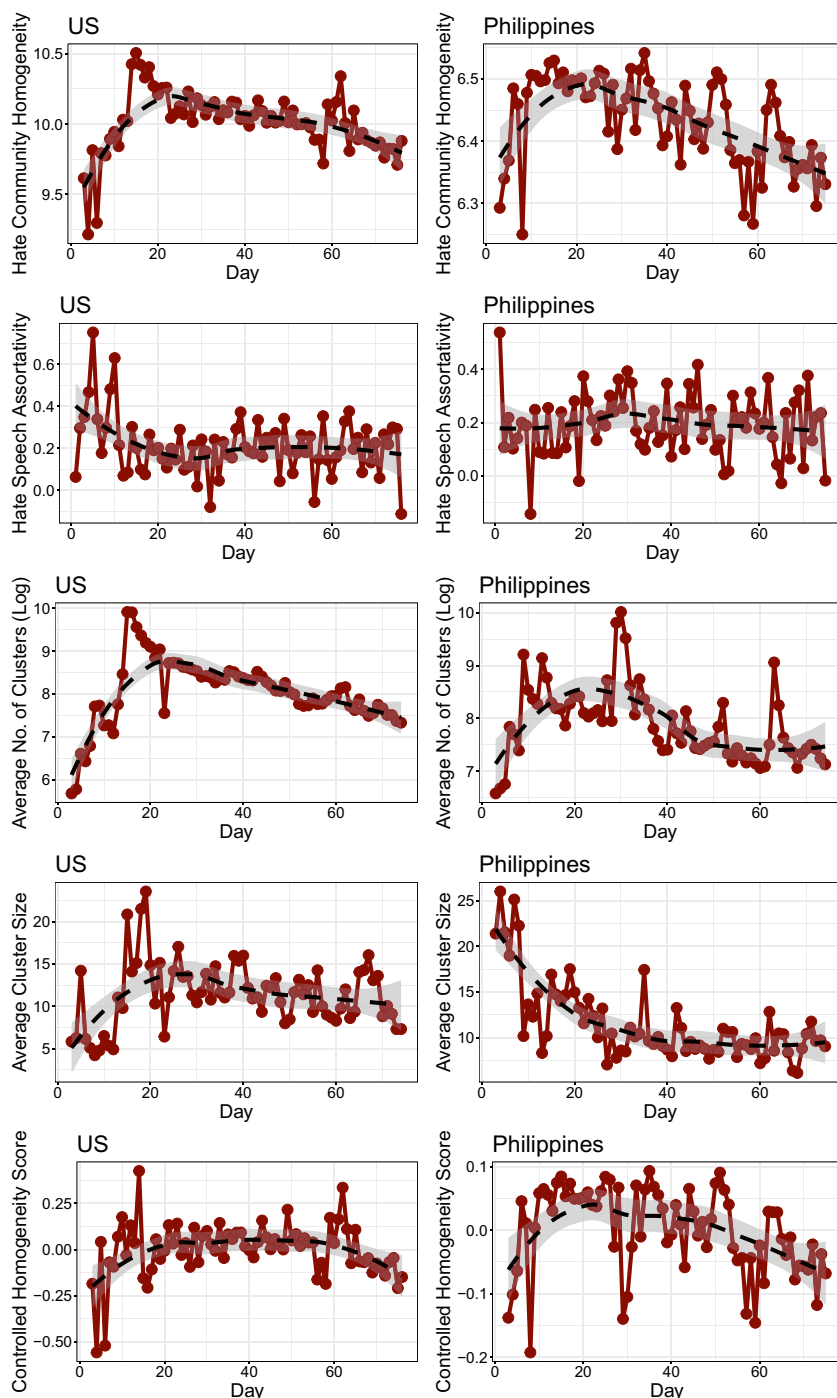 US
Hate Community Homogeneity
10.5
10.0
9.5
0 20 40 60
Day
Philippines
Hate Community Homogeneity
6.5
6.4
6.3
0 20 40 60
Day
US
Hate Speech Assortativity
0.6
0.4
0.2
0.0
0 20 40 60
Day
Philippines
Hate Speech Assortativity
0.4
0.2
0.0
0 20 40 60
Day
US
Average No. of Clusters (Log)
10
9
8
7
6
0 20 40 60
Day
Philippines
Average No. of Clusters (Log)
10
9
8
7
0 20 40 60
Day
US
Average Cluster Size
20
15
10
5
0 20 40 60
Day
Philippines
Average Cluster Size
25
20
15
10
0 20 40 60
Day
US
Controlled Homogeneity Score
0.25
0.00
−0.25
−0.50
0 20 40 60
Day
Philippines
Controlled Homogeneity Score
0.1
0.0
−0.1
−0.2
0 20 40 60
Day